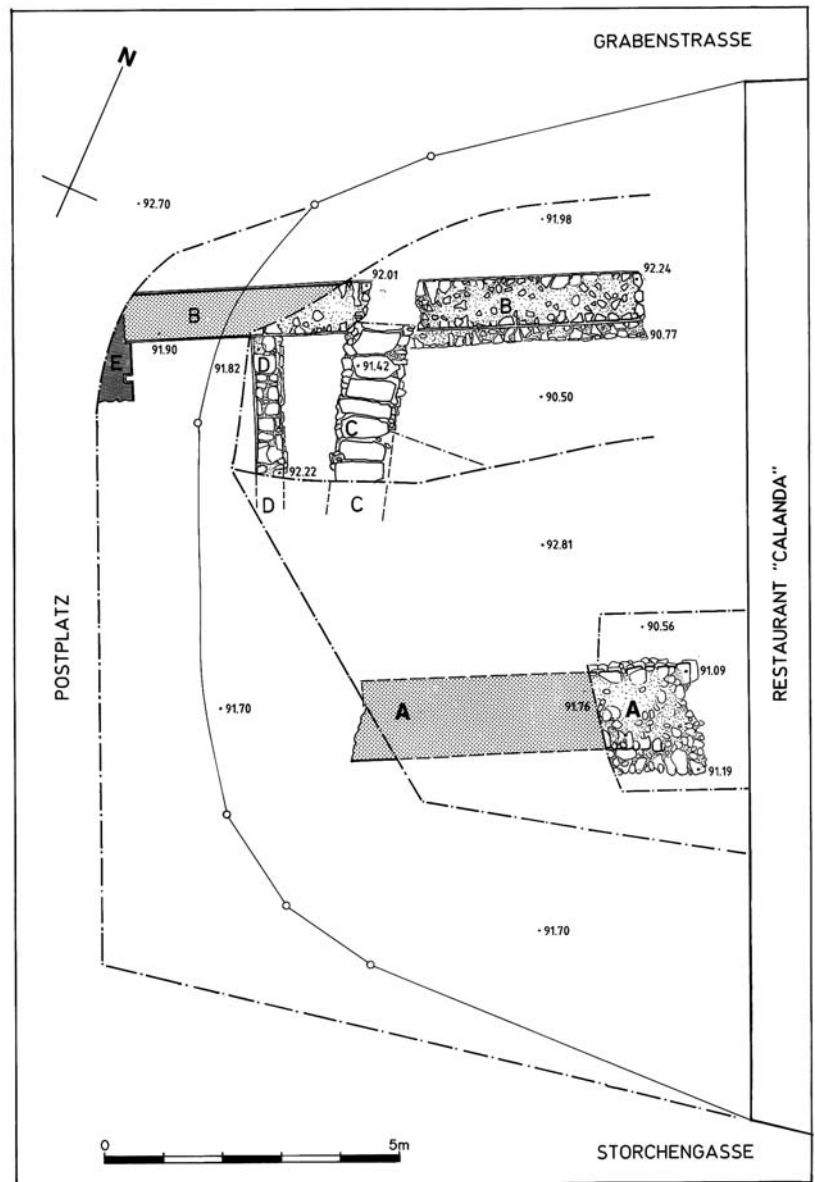 GRABENSTRASSE
N
92.70
91.98
92.01
92.24
B
B
90.77
91.90
E
91.82
D
91.42
90.50
C
92.22
D
C
92.81
POSTPLATZ
RESTAURANT "CALANDA"
90.56
91.09
A
91.76
A
91.70
91.19
91.70
0
5m
STORCHENGASSE